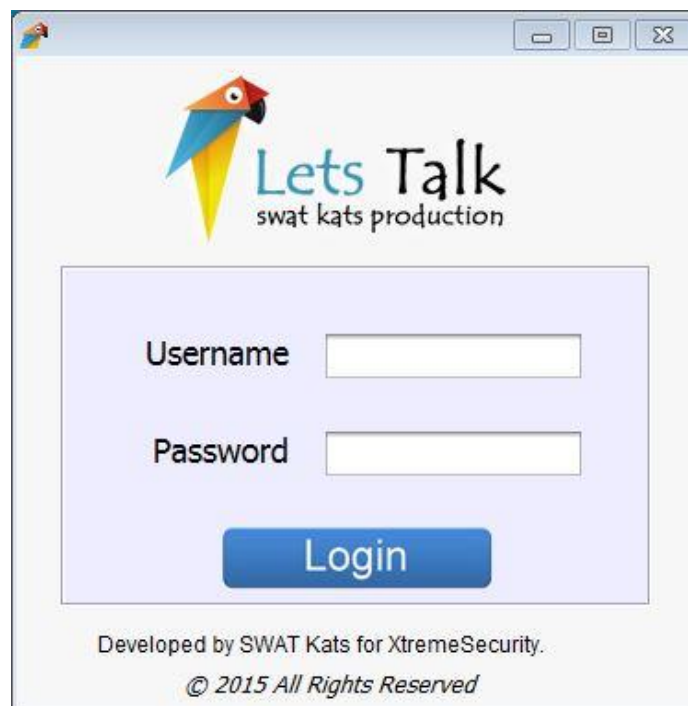 Lets Talk
swat kats production
Username
Password
Login
Developed by SWAT Kats for XtremeSecurity.
© 2015 All Rights Reserved